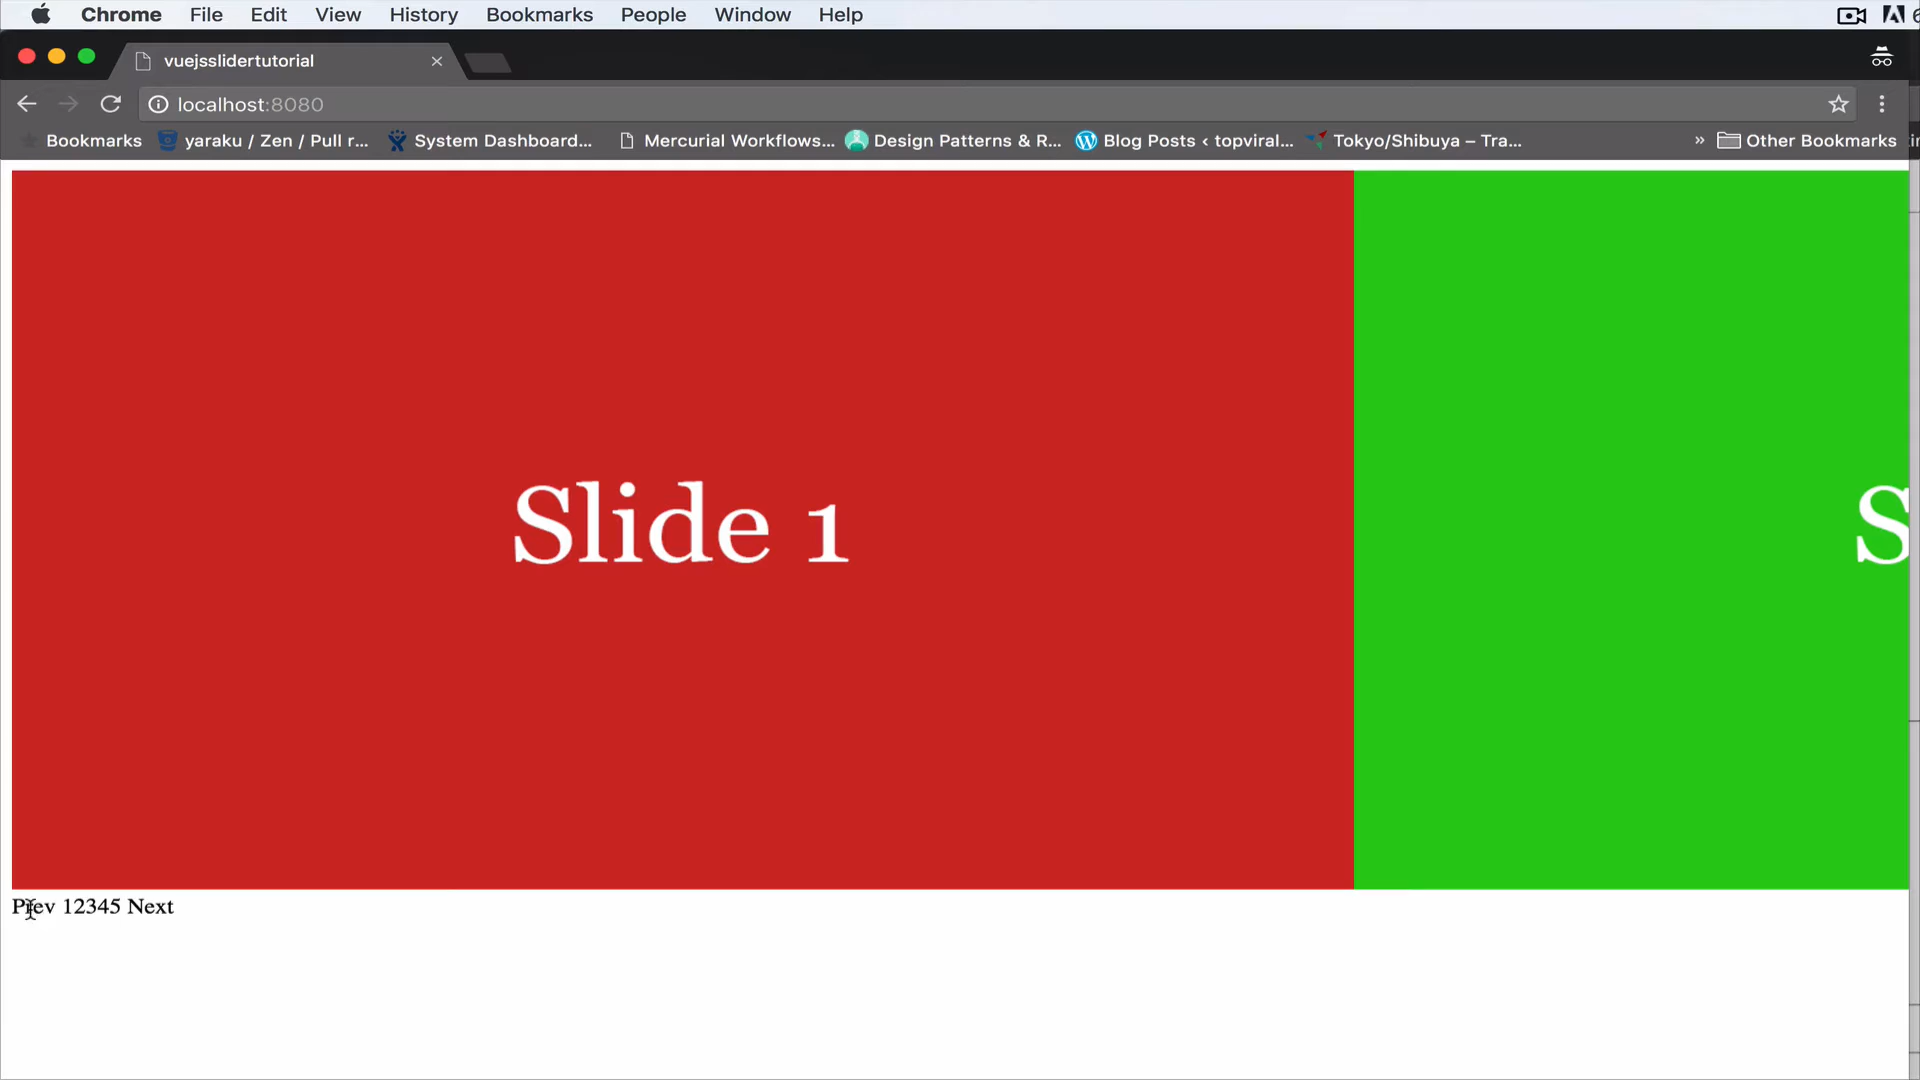 Chrome File Edit View History Bookmarks People Window Help
vuejsslidertutorial
localhost:8080
Bookmarks yaraku / Zen / Pull r... System Dashboard... Mercurial Workflows... Design Patterns & R... Blog Posts ‹ topviral... Tokyo/Shibuya – Tra... » Other Bookmarks
Slide 1
S
Prev 12345 Next